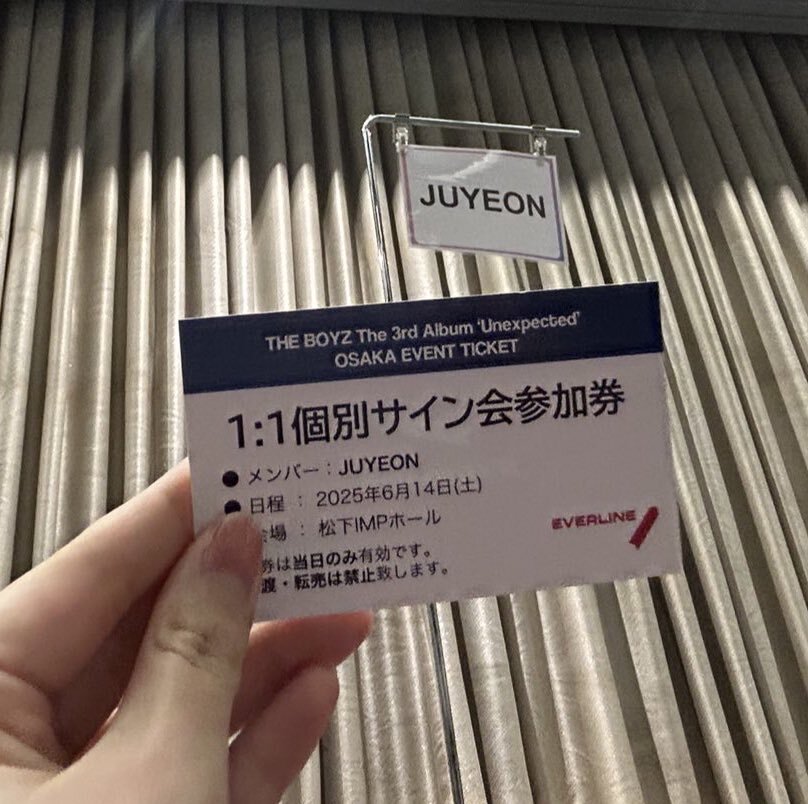 JUYEON
THE BOYZ The 3rd Album 'Unexpected'
OSAKA EVENT TICKET
1:1個別サイン会参加券
● メンバー：JUYEON
● 日程 ： 2025年6月14日(土)
場 ： 松下IMPホール
EVERLINE
券は当日のみ有効です。
渡・転売は禁止致します。